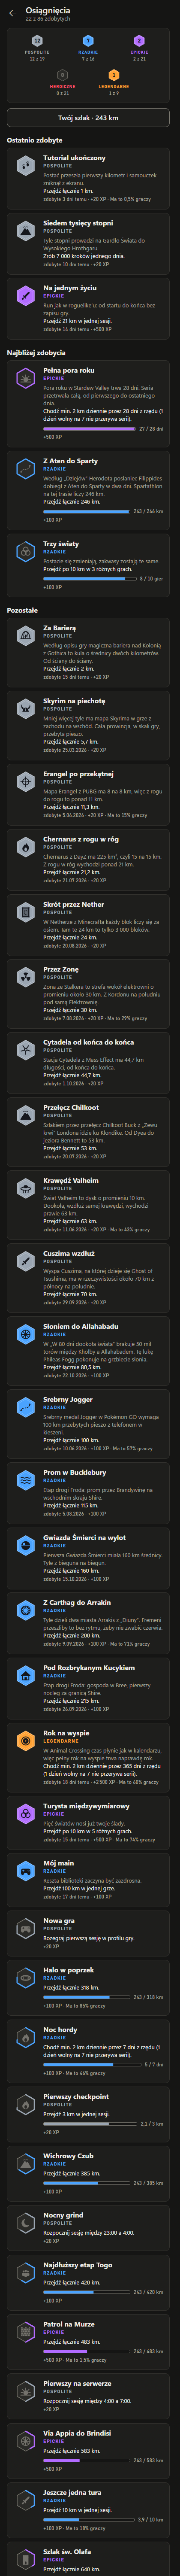 Osiągnięcia
22 z 86 zdobytych
12
POSPOLITE
12 z 19
7
RZADKIE
7 z 16
2
EPICKIE
2 z 21
0
HEROICZNE
0 z 21
1
LEGENDARNE
1 z 9
Twój szlak · 243 km
Ostatnio zdobyte
Tutorial ukończony
POSPOLITE
Postać przeszła pierwszy kilometr i samouczek
zniknął z ekranu.
Przejdź łącznie 1 km.
zdobyte 3 dni temu · +20 XP · Ma to 0,5% graczy
Siedem tysięcy stopni
POSPOLITE
Tyle stopni prowadzi na Gardło Świata do
Wysokiego Hrothgaru.
Zrób 7 000 kroków jednego dnia.
zdobyte 10 dni temu · +20 XP
Na jednym życiu
EPICKIE
Run jak w roguelike'u: od startu do końca bez
zapisu gry.
Przejdź 21 km w jednej sesji.
zdobyte 14 dni temu · +500 XP
Najbliżej zdobycia
Pełna pora roku
EPICKIE
Pora roku w Stardew Valley trwa 28 dni. Seria
przetrwała całą, od pierwszego do ostatniego
dnia.
Chodź min. 2 km dziennie przez 28 dni z rzędu (1
dzień wolny na 7 nie przerywa serii).
27 / 28 dni
+500 XP
Z Aten do Sparty
RZADKIE
Według „Dziejów” Herodota posłaniec Filippides
dobiegł z Aten do Sparty w dwa dni. Spartathlon
na tej trasie liczy 246 km.
Przejdź łącznie 246 km.
243 / 246 km
+100 XP
Trzy światy
RZADKIE
Postacie się zmieniają, zakwasy zostają te same.
Przejdź po 10 km w 3 różnych grach.
+100 XP
Pozostałe
Za Barierą
POSPOLITE
Według opisu gry magiczna bariera nad Kolonią
z Gothica to kula o średnicy dwóch kilometrów.
Od ściany do ściany.
Przejdź łącznie 2 km.
zdobyte 15 dni temu · +20 XP
Skyrim na piechotę
POSPOLITE
Mniej więcej tyle ma mapa Skyrima w grze z
zachodu na wschód. Cała prowincja, w skali gry,
przebyta pieszo.
Przejdź łącznie 5,7 km.
zdobyte 25.03.2026 · +20 XP
Erangel po przekątnej
POSPOLITE
Mapa Erangel z PUBG ma 8 na 8 km, więc z rogu
do rogu to ponad 11 km.
Przejdź łącznie 11,3 km.
zdobyte 5.06.2026 · +20 XP · Ma to 35% graczy
Chernarus z rogu w róg
POSPOLITE
Chernarus z DayZ ma 225 km², czyli 15 na 15 km.
Z rogu w róg wychodzi ponad 21 km.
Przejdź łącznie 21,2 km.
zdobyte 21.07.2026 · +20 XP
Skrót przez Nether
POSPOLITE
W Netherze z Minecrafta każdy blok liczy się za
osiem. Tam te 24 km to tylko 3 000 bloków.
Przejdź łącznie 24 km.
zdobyte 20.08.2026 · +20 XP
Przez Zonę
POSPOLITE
Zona ze Stalkera to strefa wokół elektrowni o
promieniu około 30 km. Z Kordonu na południu
pod samą Elektrownię.
Przejdź łącznie 30 km.
zdobyte 7.08.2026 · +20 XP · Ma to 29% graczy
Cytadela od końca do końca
POSPOLITE
Stacja Cytadela z Mass Effect ma 44,7 km
długości, od końca do końca.
Przejdź łącznie 44,7 km.
zdobyte 1.10.2026 · +20 XP
Przełęcz Chilkoot
POSPOLITE
Szlakiem przez przełęcz Chilkoot Buck z „Zewu
krwi” Londona idzie ku Klondike. Od Dyea do
jeziora Bennett to 53 km.
Przejdź łącznie 53 km.
zdobyte 20.07.2026 · +20 XP
Krawędź Valheim
POSPOLITE
Świat Valheim to dysk o promieniu 10 km.
Dookoła, wzdłuż samej krawędzi, wychodzi
prawie 63 km.
Przejdź łącznie 63 km.
zdobyte 11.06.2026 · +20 XP · Ma to 43% graczy
Cuszima wzdłuż
POSPOLITE
Wyspa Cuszima, na której dzieje się Ghost of
Tsushima, ma w rzeczywistości około 70 km z
północy na południe.
Przejdź łącznie 70 km.
zdobyte 29.09.2026 · +20 XP
Słoniem do Allahabadu
RZADKIE
W „W 80 dni dookoła świata” brakuje 50 mil
torów między Kholby a Allahabadem. Tę lukę
Phileas Fogg pokonuje na grzbiecie słonia.
Przejdź łącznie 80,5 km.
zdobyte 22.10.2026 · +100 XP
Srebrny Jogger
RZADKIE
Srebrny medal Jogger w Pokémon GO wymaga
100 km przebytych pieszo z telefonem w
kieszeni.
Przejdź łącznie 100 km.
zdobyte 10.06.2026 · +100 XP · Ma to 57% graczy
Prom w Bucklebury
RZADKIE
Etap drogi Froda: prom przez Brandywinę na
wschodnim skraju Shire.
Przejdź łącznie 115 km.
zdobyte 5.08.2026 · +100 XP
Gwiazda Śmierci na wylot
RZADKIE
Pierwsza Gwiazda Śmierci miała 160 km średnicy.
Tyle z bieguna na biegun.
Przejdź łącznie 160 km.
zdobyte 15.10.2026 · +100 XP
Z Carthag do Arrakin
RZADKIE
Tyle dzieli dwa miasta Arrakis z „Diuny”. Fremeni
przeszliby to bez rytmu, żeby nie zwabić czerwia.
Przejdź łącznie 200 km.
zdobyte 9.09.2026 · +100 XP · Ma to 71% graczy
Pod Rozbrykanym Kucykiem
RZADKIE
Etap drogi Froda: gospoda w Bree, pierwszy
nocleg za granicą Shire.
Przejdź łącznie 215 km.
zdobyte 26.09.2026 · +100 XP
Rok na wyspie
LEGENDARNE
W Animal Crossing czas płynie jak w kalendarzu,
więc pełny rok na wyspie trwa naprawdę rok.
Chodź min. 2 km dziennie przez 365 dni z rzędu
(1 dzień wolny na 7 nie przerywa serii).
zdobyte 18 dni temu · +2500 XP · Ma to 60% graczy
Turysta międzywymiarowy
EPICKIE
Pięć światów nosi już twoje ślady.
Przejdź po 10 km w 5 różnych grach.
zdobyte 15 dni temu · +500 XP · Ma to 74% graczy
Mój main
RZADKIE
Reszta biblioteki zaczyna być zazdrosna.
Przejdź 100 km w jednej grze.
zdobyte 17 dni temu · +100 XP
Nowa gra
POSPOLITE
Rozegraj pierwszą sesję w profilu gry.
+20 XP
Halo w poprzek
RZADKIE
Przejdź łącznie 318 km.
243 / 318 km
+100 XP · Ma to 85% graczy
Noc hordy
RZADKIE
Chodź min. 2 km dziennie przez 7 dni z rzędu (1
dzień wolny na 7 nie przerywa serii).
5 / 7 dni
+100 XP · Ma to 46% graczy
Pierwszy checkpoint
POSPOLITE
Przejdź 3 km w jednej sesji.
2,1 / 3 km
+20 XP
Wichrowy Czub
RZADKIE
Przejdź łącznie 385 km.
243 / 385 km
+100 XP
Nocny grind
POSPOLITE
Rozpocznij sesję między 23:00 a 4:00.
+20 XP
Najdłuższy etap Togo
RZADKIE
Przejdź łącznie 420 km.
243 / 420 km
+100 XP
Patrol na Murze
EPICKIE
Przejdź łącznie 483 km.
243 / 483 km
+500 XP · Ma to 1,5% graczy
Pierwszy na serwerze
POSPOLITE
Rozpocznij sesję między 4:00 a 7:00.
+20 XP
Via Appia do Brindisi
EPICKIE
Przejdź łącznie 583 km.
243 / 583 km
+500 XP
Jeszcze jedna tura
RZADKIE
Przejdź 10 km w jednej sesji.
3,9 / 10 km
+100 XP · Ma to 18% graczy
Szlak św. Olafa
EPICKIE
Przejdź łącznie 640 km.